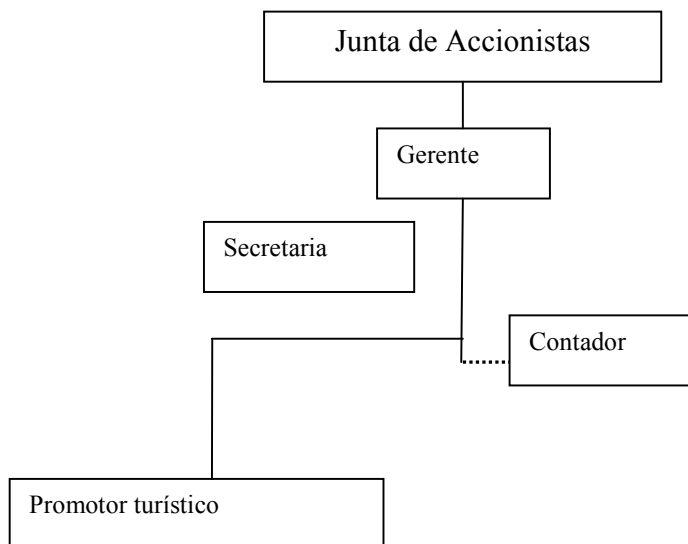 Junta de Accionistas
Gerente
Secretaria
Contador
Promotor turístico